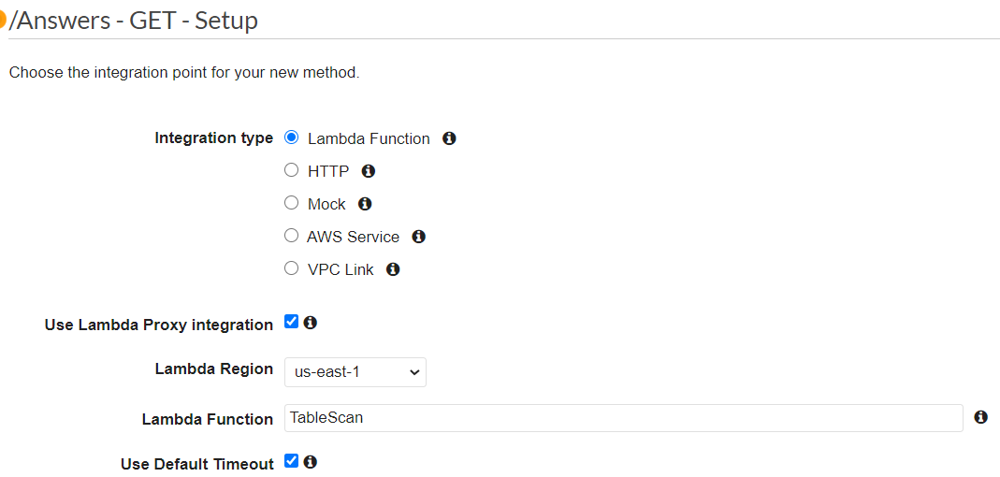 /Answers - GET - Setup
Choose the integration point for your new method.
Integration type Lambda Function
HTTP
Mock
AWS Service
VPC Link
Use Lambda Proxy integration
Lambda Region us-east-1
Lambda Function TableScan
Use Default Timeout